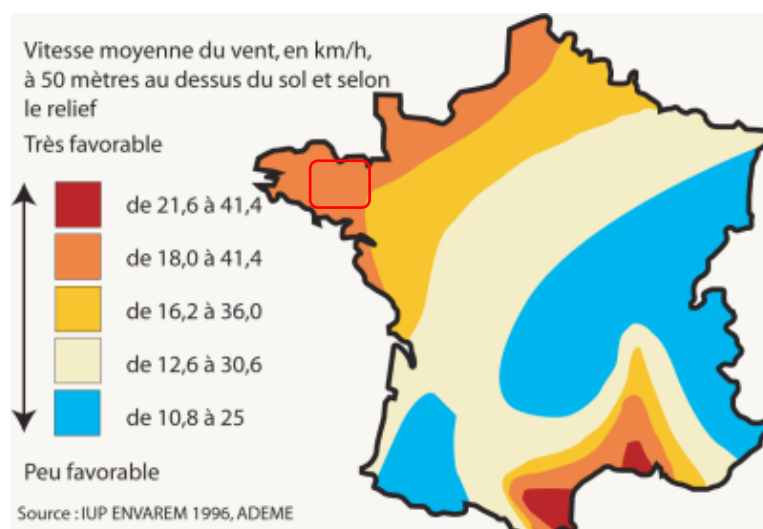 Vitesse moyenne du vent, en km/h,
à 50 mètres au dessus du sol et selon
le relief
Très favorable
de 21,6 à 41,4
de 18,0 à 41,4
de 16,2 à 36,0
de 12,6 à 30,6
de 10,8 à 25
Peu favorable
Source : IUP ENVAREM 1996, ADEME